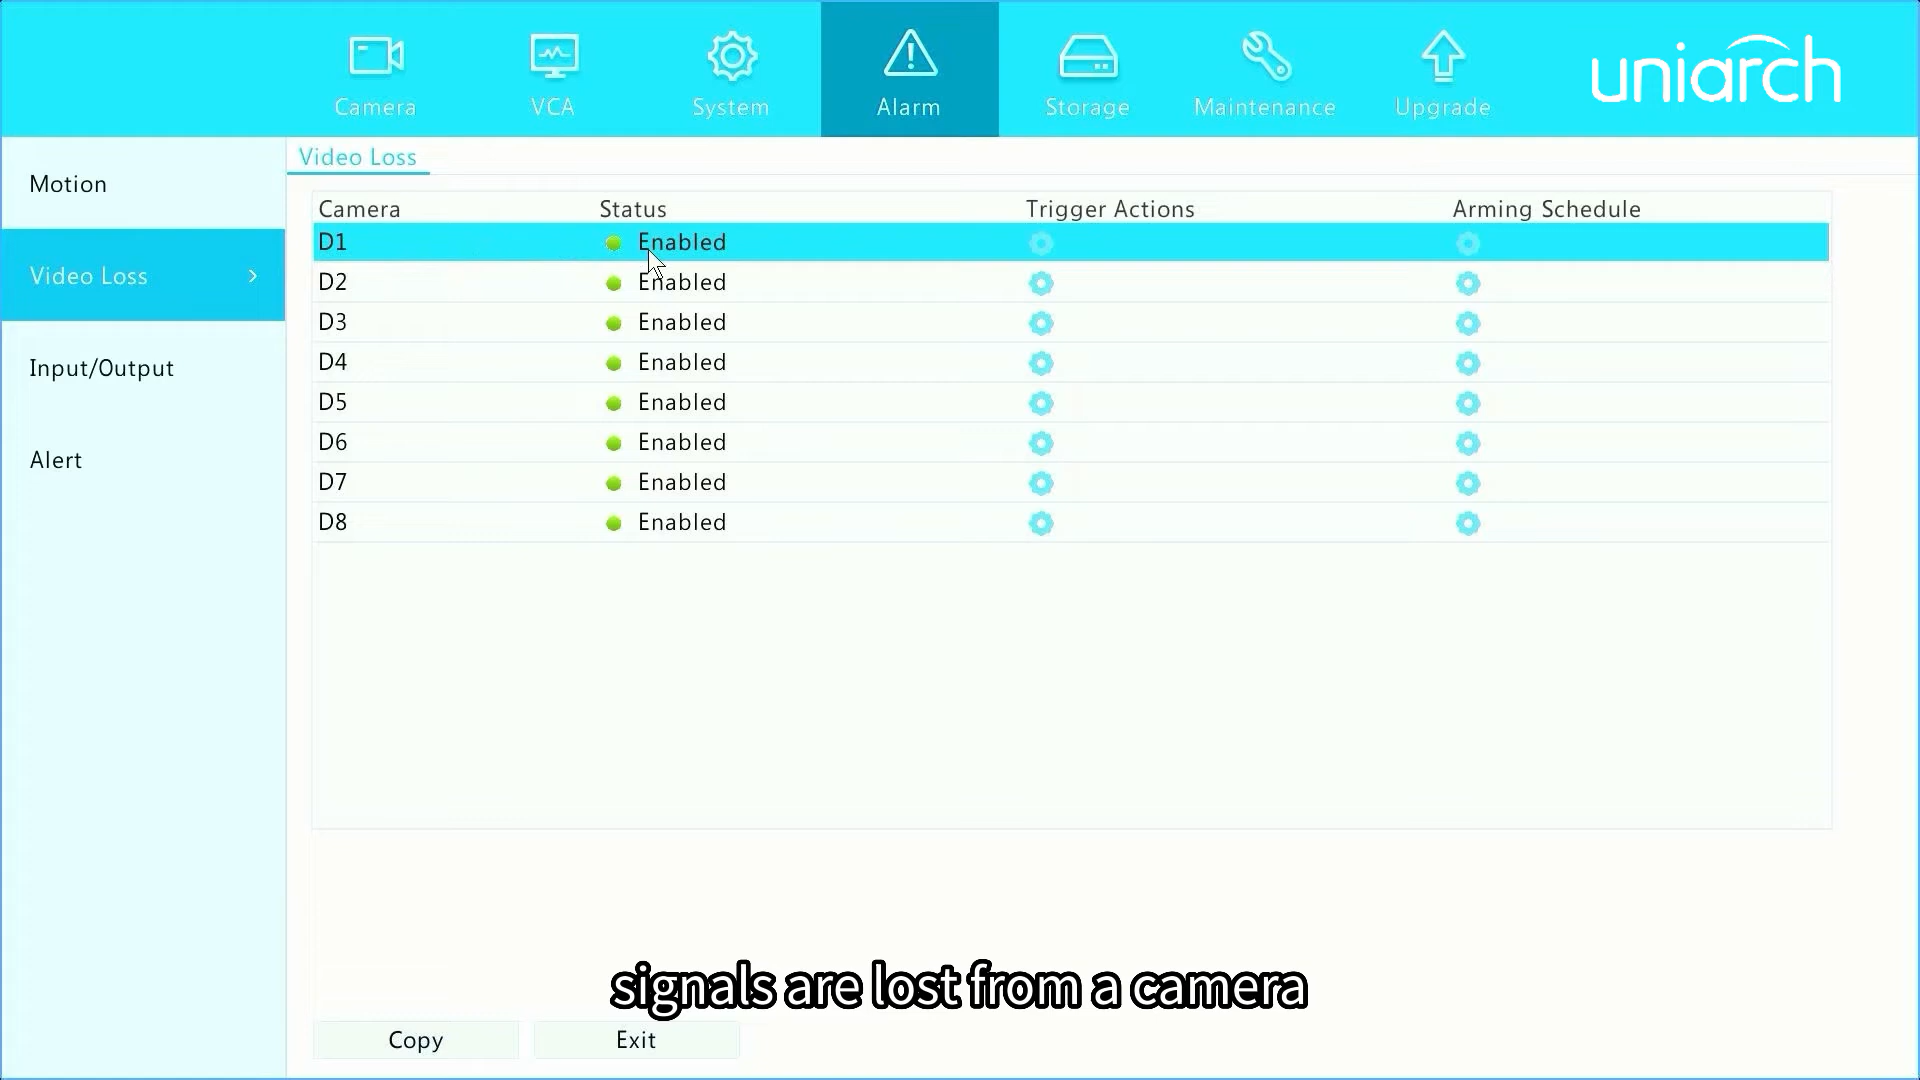 Camera VCA System Alarm Storage Maintenance Upgrade uniarch
Motion
Video Loss
Input/Output
Alert
Video Loss
Camera Status Trigger Actions Arming Schedule
D1 Enabled
D2 Enabled
D3 Enabled
D4 Enabled
D5 Enabled
D6 Enabled
D7 Enabled
D8 Enabled
signals are lost from a camera
Copy Exit